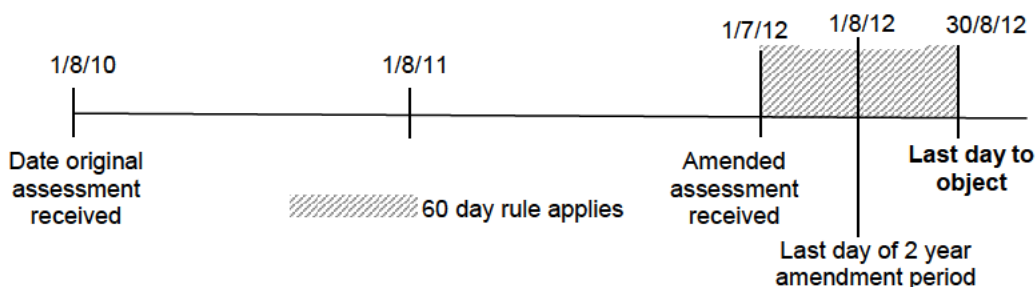 1/8/10
1/8/11
1/7/12
1/8/12
30/8/12
Date original
assessment
received
60 day rule applies
Amended
assessment
received
Last day to
object
Last day of 2 year
amendment period